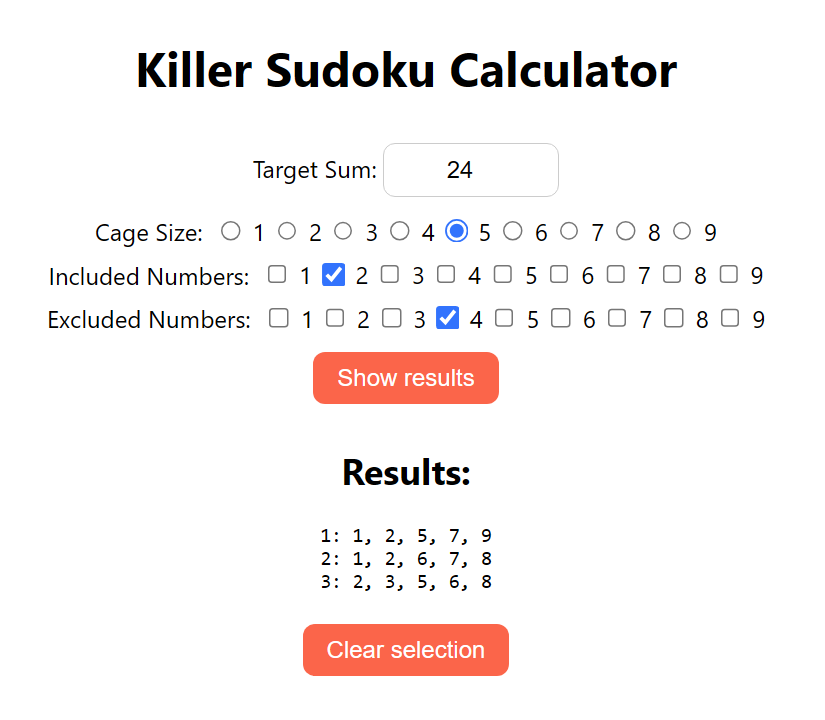 Killer Sudoku Calculator
Target Sum: 24
Cage Size: 1 2 3 4 5 6 7 8 9
Included Numbers: 1 2 3 4 5 6 7 8 9
Excluded Numbers: 1 2 3 4 5 6 7 8 9
Show results
Results:
1: 1, 2, 5, 7, 9
2: 1, 2, 6, 7, 8
3: 2, 3, 5, 6, 8
Clear selection